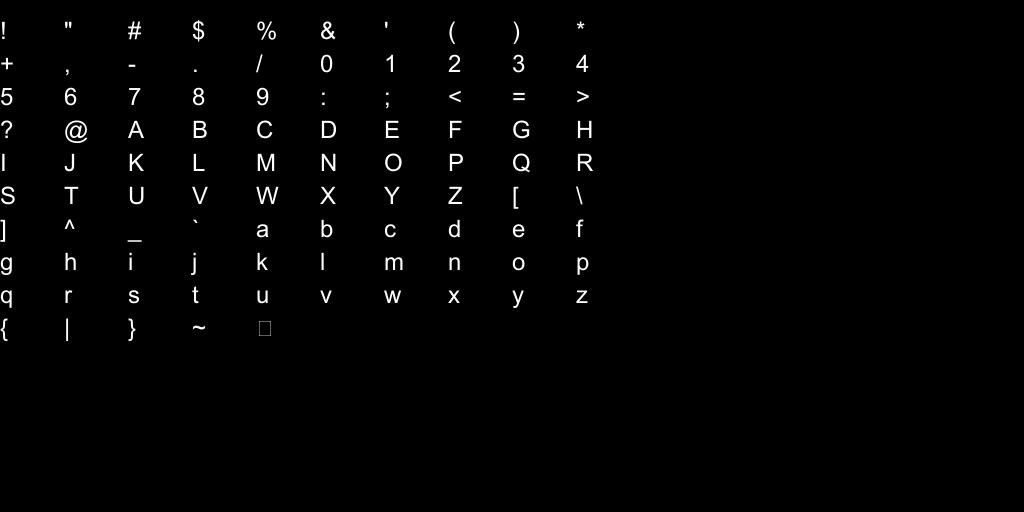 ! " # $ % & ' ( ) *
+ , - . / 0 1 2 3 4
5 6 7 8 9 : ; < = >
? @ A B C D E F G H
I J K L M N O P Q R
S T U V W X Y Z [ \
] ^ _ ` a b c d e f
g h i j k l m n o p
q r s t u v w x y z
{ | } ~ □